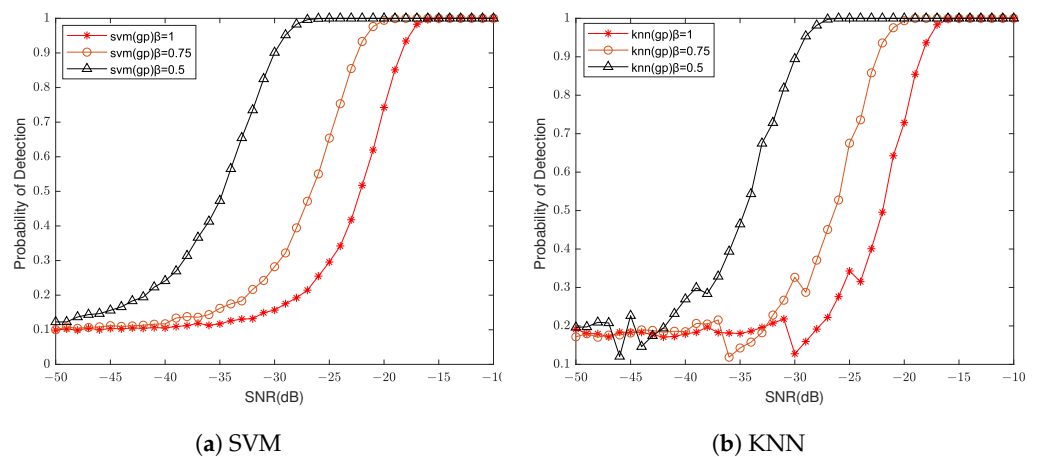 1
0.9
0.8
0.7
0.6
0.5
0.4
0.3
0.2
0.1
0
Probability of Detection
svm(gp)β=1
svm(gp)β=0.75
svm(gp)β=0.5
−50 −45 −40 −35 −30 −25 −20 −15 −10
SNR(dB)
(a) SVM
1
0.9
0.8
0.7
0.6
0.5
0.4
0.3
0.2
0.1
Probability of Detection
knn(gp)β=1
knn(gp)β=0.75
knn(gp)β=0.5
−50 −45 −40 −35 −30 −25 −20 −15 −10
SNR(dB)
(b) KNN